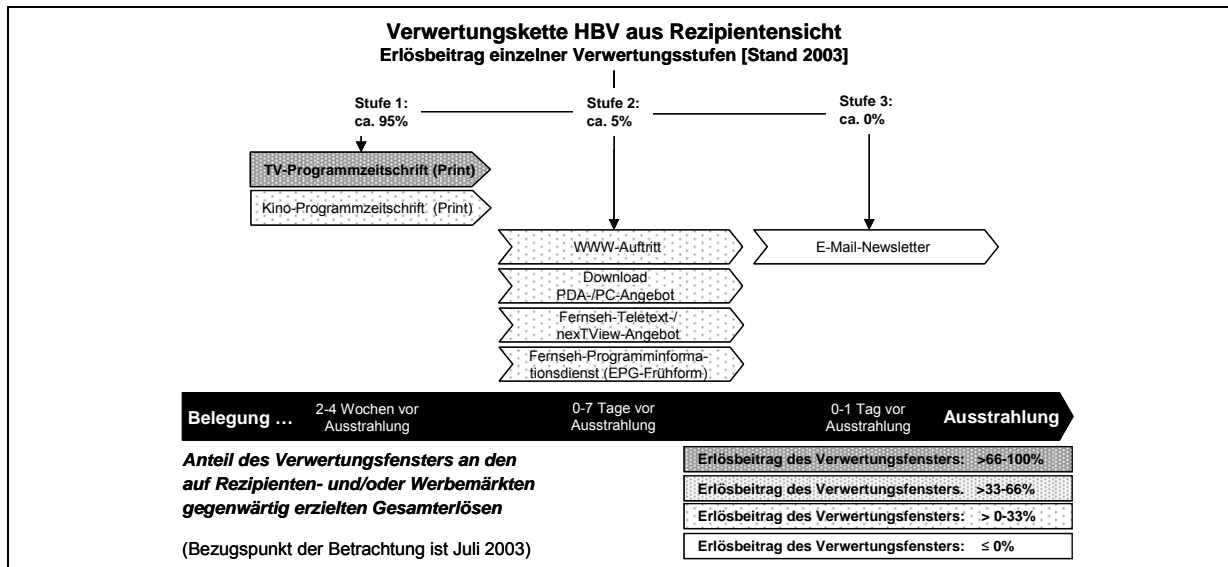 Verwertungskette HBV aus Rezipientensicht
Erlösbeitrag einzelner Verwertungsstufen [Stand 2003]
Stufe 1:
ca. 95%
Stufe 2:
ca. 5%
Stufe 3:
ca. 0%
TV-Programmzeitschrift (Print)
Kino-Programmzeitschrift (Print)
WWW-Auftritt
E-Mail-Newsletter
Download
PDA-/PC-Angebot
Fernseh-Teletext-/
nexTView-Angebot
Fernseh-Programminforma-
tionsdienst (EPG-Frühform)
Belegung …
2-4 Wochen vor
Ausstrahlung
0-7 Tage vor
Ausstrahlung
0-1 Tag vor
Ausstrahlung
Ausstrahlung
Anteil des Verwertungsfensters an den
auf Rezipienten- und/oder Werbemärkten
gegenwärtig erzielten Gesamterlösen
(Bezugspunkt der Betrachtung ist Juli 2003)
Erlösbeitrag des Verwertungsfensters: >66-100%
Erlösbeitrag des Verwertungsfensters. >33-66%
Erlösbeitrag des Verwertungsfensters: > 0-33%
Erlösbeitrag des Verwertungsfensters: ≤ 0%